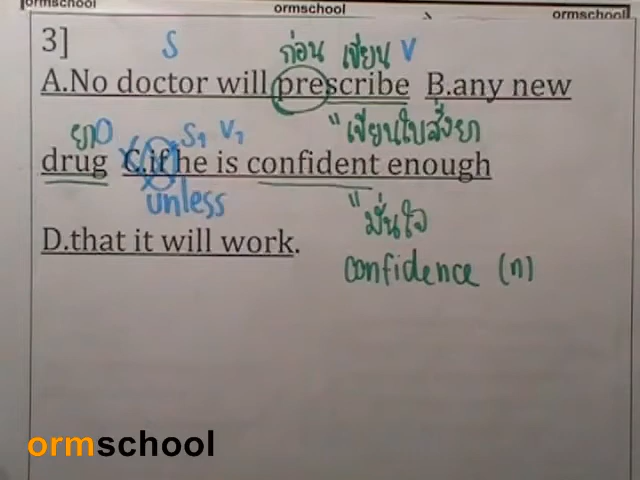 ormschool
ormschool
ormschool
3]
S
ก่อน เขียน V
A.No doctor will prescribe B.any new
ยา O
S1 V1
"เขียนใบสั่งยา
drug C.if he is confident enough
unless
"มั่นใจ
D.that it will work.
confidence (n)
ormschool